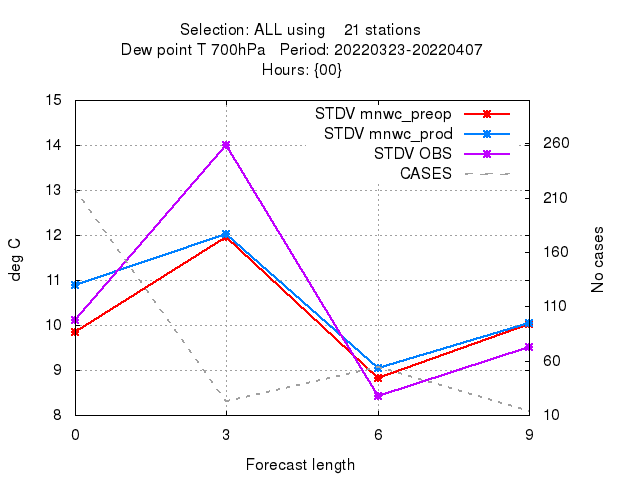 Selection: ALL using    21 stations
Dew point T 700hPa   Period: 20220323-20220407
Hours: {00}
STDV mnwc_preop
STDV mnwc_prod
STDV OBS
CASES
15
14
13
12
11
10
9
8
260
210
160
110
60
10
deg C
No cases
0
3
6
9
Forecast length